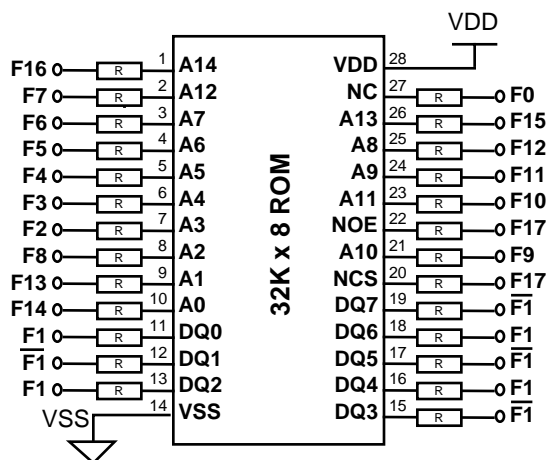 VDD
F16 R 1 A14 VDD 28
F7 R 2 A12 NC 27 R F0
F6 R 3 A7 A13 26 R F15
F5 R 4 A6 A8 25 R F12
F4 R 5 A5 A9 24 R F11
F3 R 6 A4 A11 23 R F10
F2 R 7 A3 NOE 22 R F17
F8 R 8 A2 A10 21 R F9
F13 R 9 A1 NCS 20 R F17
F14 R 10 A0 DQ7 19 R F̅1̅
F1 R 11 DQ0 DQ6 18 R F1
F̅1̅ R 12 DQ1 DQ5 17 R F̅1̅
F1 R 13 DQ2 DQ4 16 R F1
VSS 14 VSS DQ3 15 R F̅1̅
32K x 8 ROM